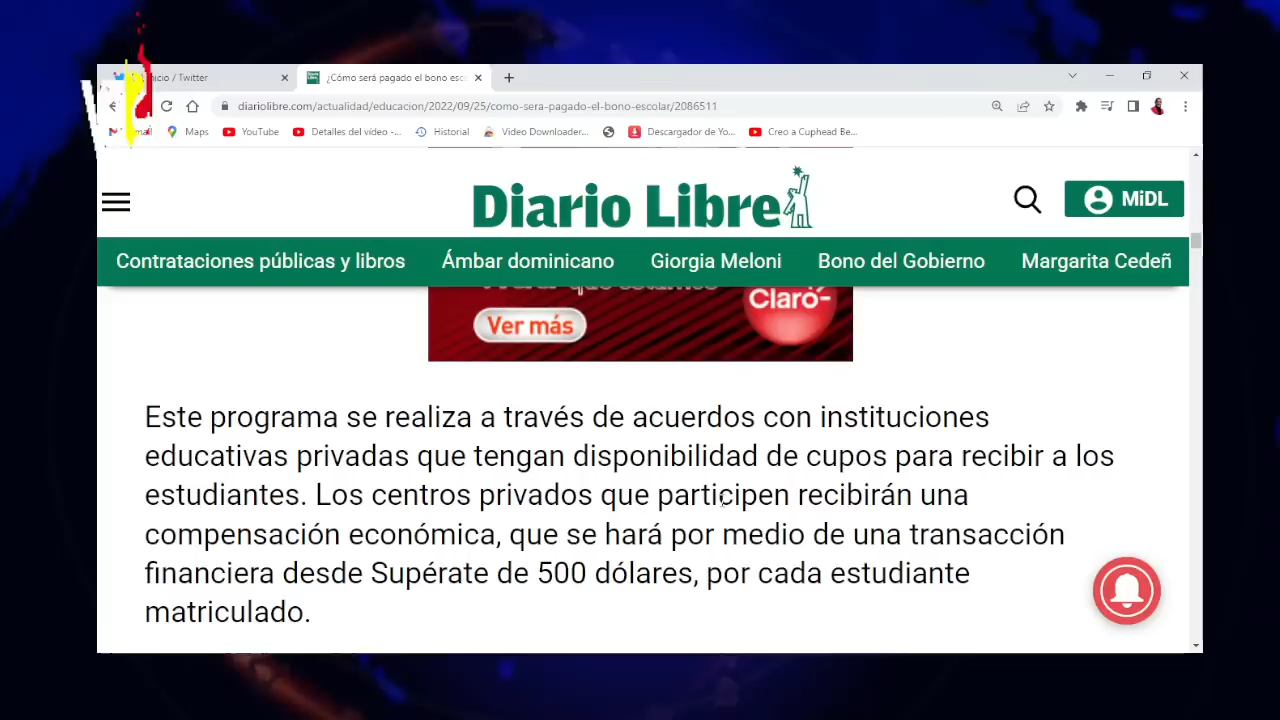 Inicio / Twitter
¿Cómo será pagado el bono esc
diariolibre.com/actualidad/educacion/2022/09/25/como-sera-pagado-el-bono-escolar/2086511
Gmail Maps YouTube Detalles del vídeo -... Historial Video Downloader... Descargador de Yo... Creo a Cuphead Be...
Diario Libre
MiDL
Contrataciones públicas y libros Ámbar dominicano Giorgia Meloni Bono del Gobierno Margarita Cedeñ
Claro-
Ver más
Este programa se realiza a través de acuerdos con instituciones
educativas privadas que tengan disponibilidad de cupos para recibir a los
estudiantes. Los centros privados que participen recibirán una
compensación económica, que se hará por medio de una transacción
financiera desde Supérate de 500 dólares, por cada estudiante
matriculado.